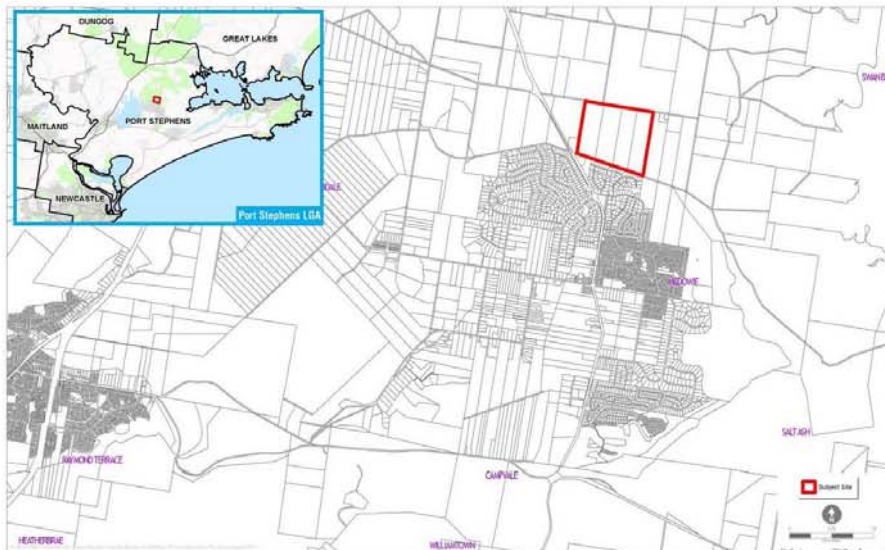 DUNGOG
GREAT LAKES
PORT STEPHENS
MAITLAND
NEWCASTLE
Port Stephens LGA
MEDOWIE
SALT ASH
RAYMOND TERRACE
CAMPVALE
Subject Site
HEATHERBRAE
WILLIAMTOWN